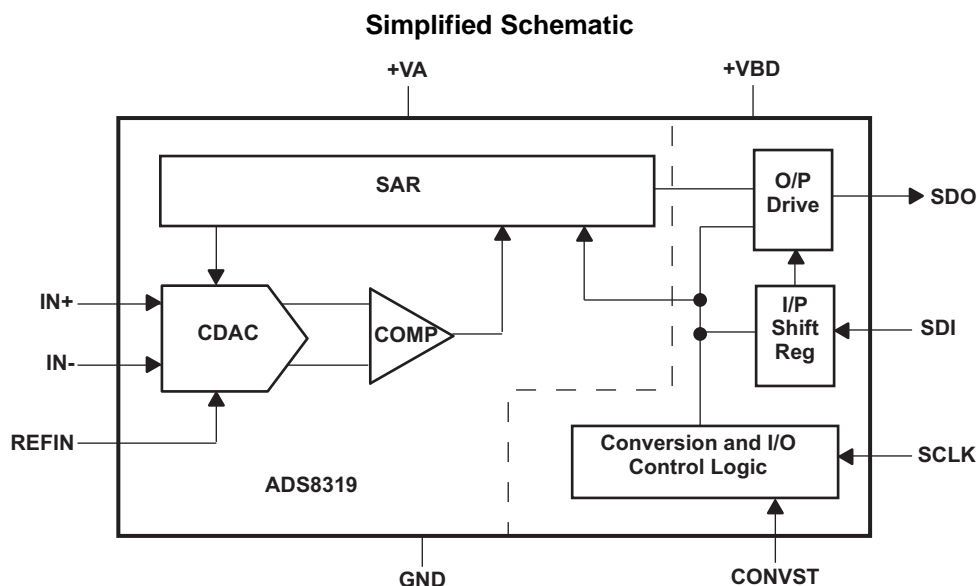 Simplified Schematic
+VA
+VBD
SAR
O/P
Drive
SDO
IN+
CDAC
COMP
I/P
Shift
Reg
SDI
IN-
REFIN
Conversion and I/O
Control Logic
SCLK
ADS8319
GND
CONVST